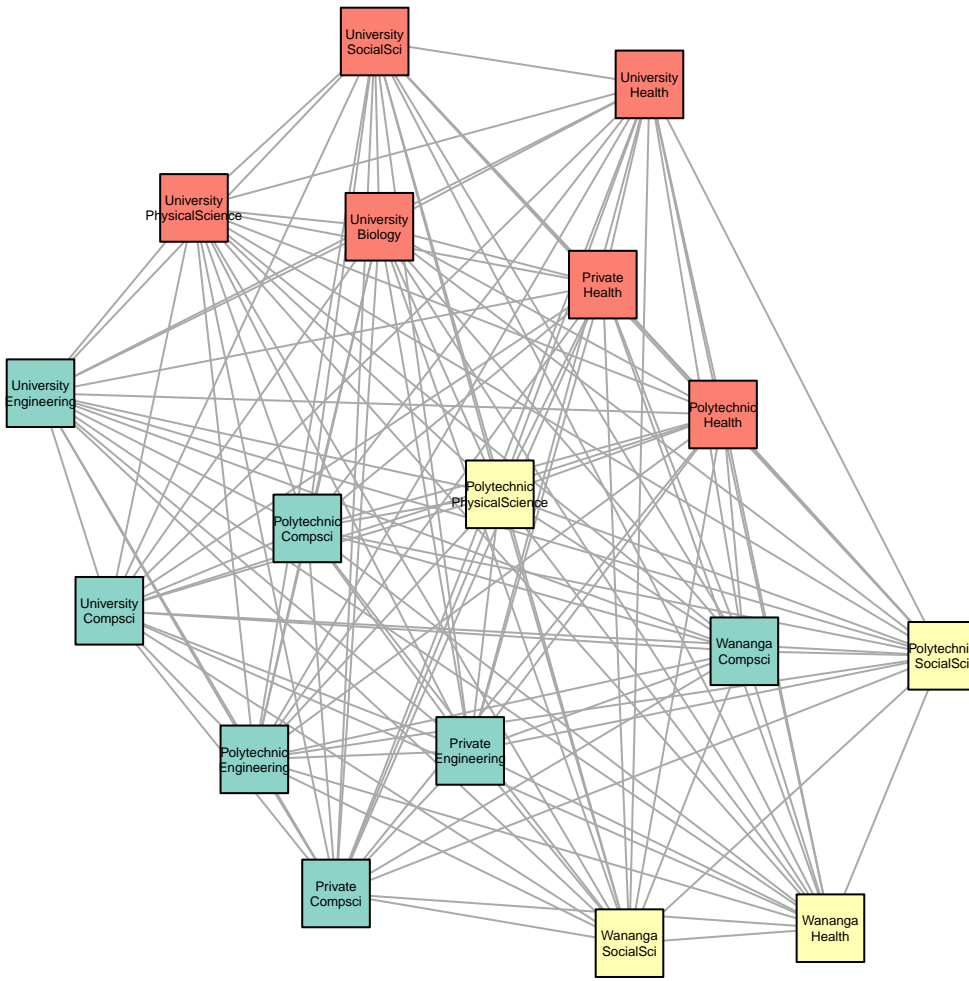 University
SocialSci
University
Health
University
PhysicalScience
University
Biology
Private
Health
University
Engineering
Polytechnic
Health
Polytechnic
PhysicalScience
Polytechnic
Compsci
University
Compsci
Wananga
Compsci
Polytechnic
SocialSci
Polytechnic
Engineering
Private
Engineering
Private
Compsci
Wananga
SocialSci
Wananga
Health